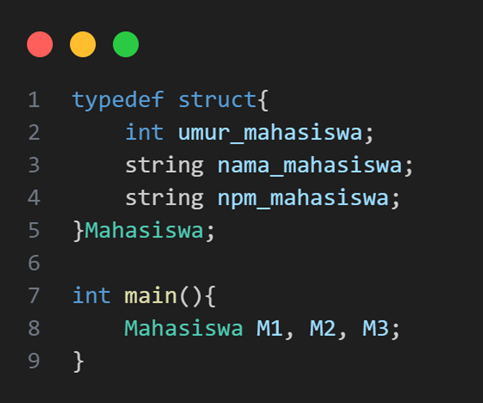 1 typedef struct{
2     int umur_mahasiswa;
3     string nama_mahasiswa;
4     string npm_mahasiswa;
5 }Mahasiswa;
6
7 int main(){
8     Mahasiswa M1, M2, M3;
9 }